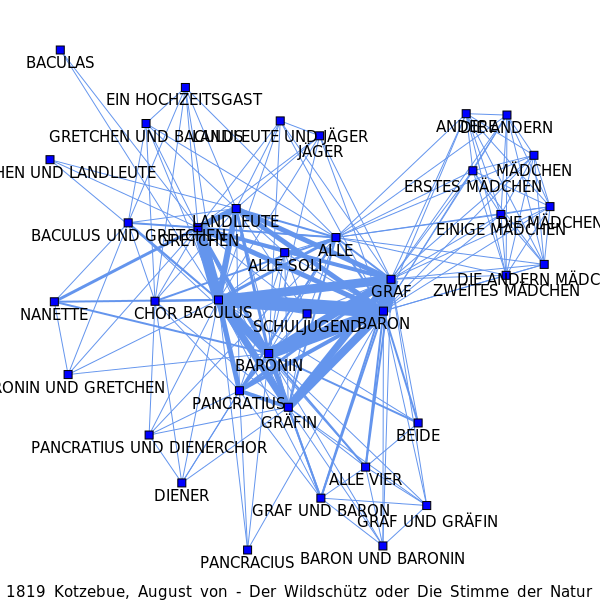 BACULAS
EIN HOCHZEITSGAST
GRETCHEN UND BACULUS
LANDLEUTE UND JÄGER
JÄGER
ANDERE
DIE ANDERN
HEN UND LANDLEUTE
MÄDCHEN
ERSTES MÄDCHEN
LANDLEUTE
DIE MÄDCHEN
EINIGE MÄDCHEN
BACULUS UND GRETCHEN
GRETCHEN
ALLE
ALLE SOLI
DIE ANDERN MÄDC
GRAF
ZWEITES MÄDCHEN
NANETTE
CHOR
BACULUS
SCHULJUGEND
BARON
BARONIN
RONIN UND GRETCHEN
PANCRATIUS
GRÄFIN
BEIDE
PANCRATIUS UND DIENERCHOR
ALLE VIER
DIENER
GRAF UND BARON
GRAF UND GRÄFIN
PANCRACIUS
BARON UND BARONIN
1819 Kotzebue, August von - Der Wildschütz oder Die Stimme der Natur